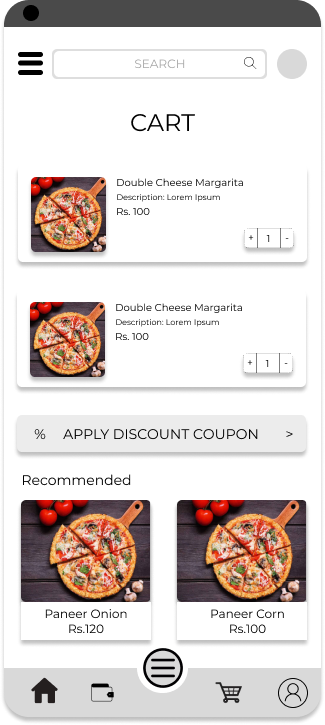 SEARCH
CART
Double Cheese Margarita
Description: Lorem Ipsum
Rs. 100
+ 1 -
Double Cheese Margarita
Description: Lorem Ipsum
Rs. 100
+ 1 -
% APPLY DISCOUNT COUPON >
Recommended
Paneer Onion
Rs.120
Paneer Corn
Rs.100